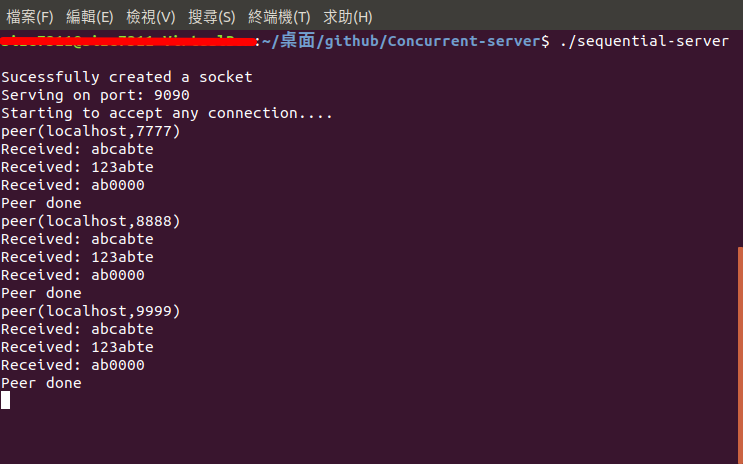 檔案(F) 編輯(E) 檢視(V) 搜尋(S) 終端機(T) 求助(H)
:~/桌面/github/Concurrent-server$ ./sequential-server
Sucessfully created a socket
Serving on port: 9090
Starting to accept any connection....
peer(localhost,7777)
Received: abcabte
Received: 123abte
Received: ab0000
Peer done
peer(localhost,8888)
Received: abcabte
Received: 123abte
Received: ab0000
Peer done
peer(localhost,9999)
Received: abcabte
Received: 123abte
Received: ab0000
Peer done